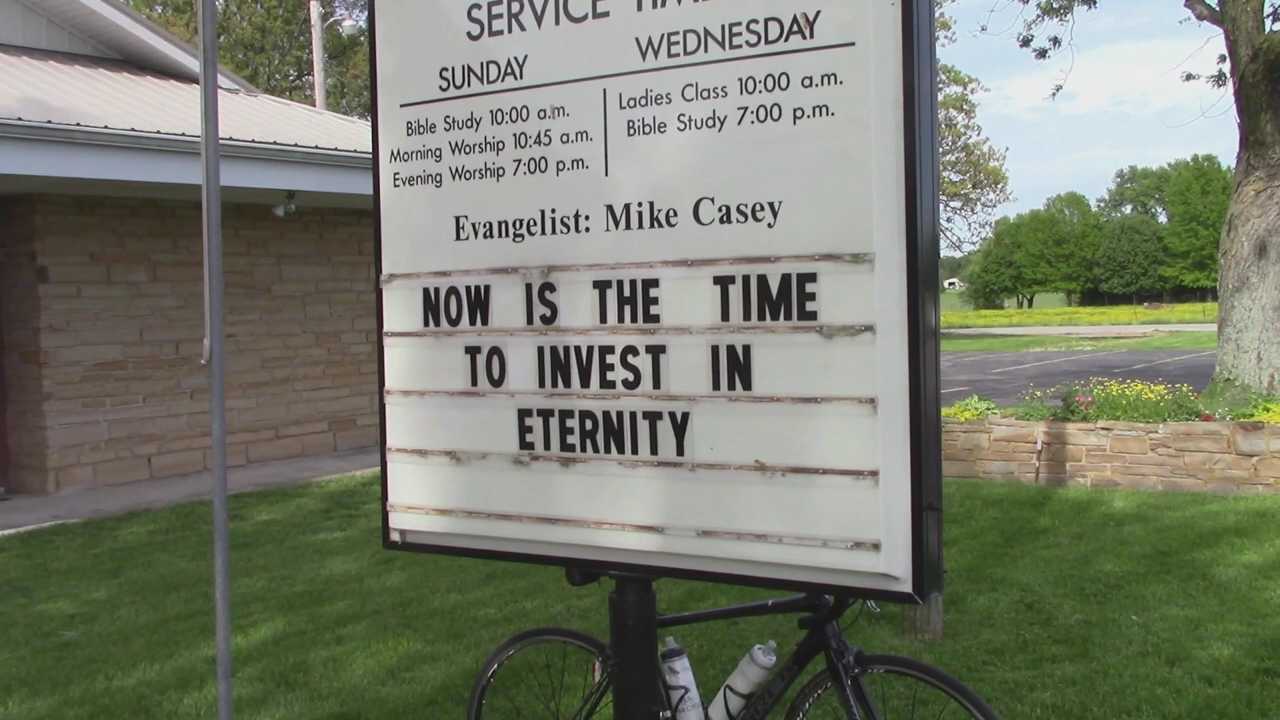 SERVICE
SUNDAY
WEDNESDAY
Bible Study 10:00 a.m.
Morning Worship 10:45 a.m.
Evening Worship 7:00 p.m.
Ladies Class 10:00 a.m.
Bible Study 7:00 p.m.
Evangelist: Mike Casey
NOW IS THE TIME
TO INVEST IN
ETERNITY